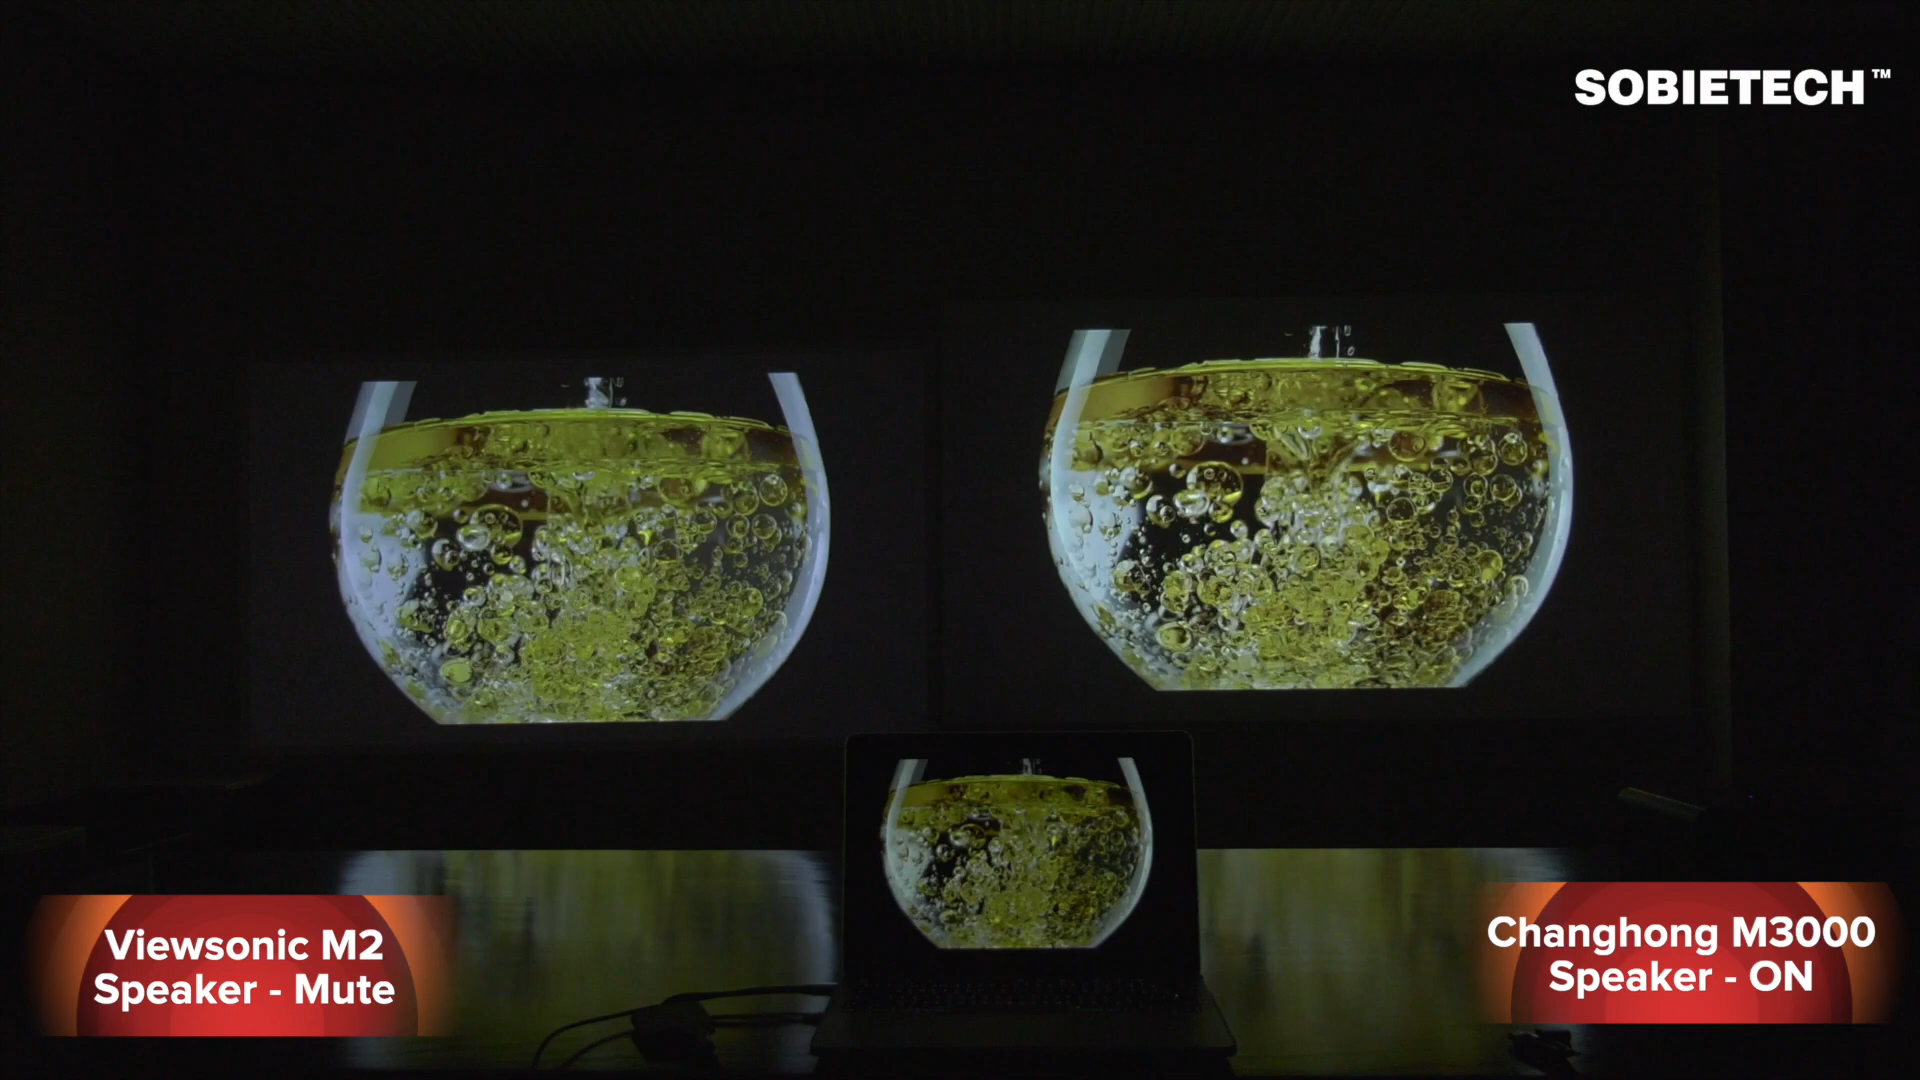 SOBIETECH™
Viewsonic M2
Speaker - Mute
Changhong M3000
Speaker - ON